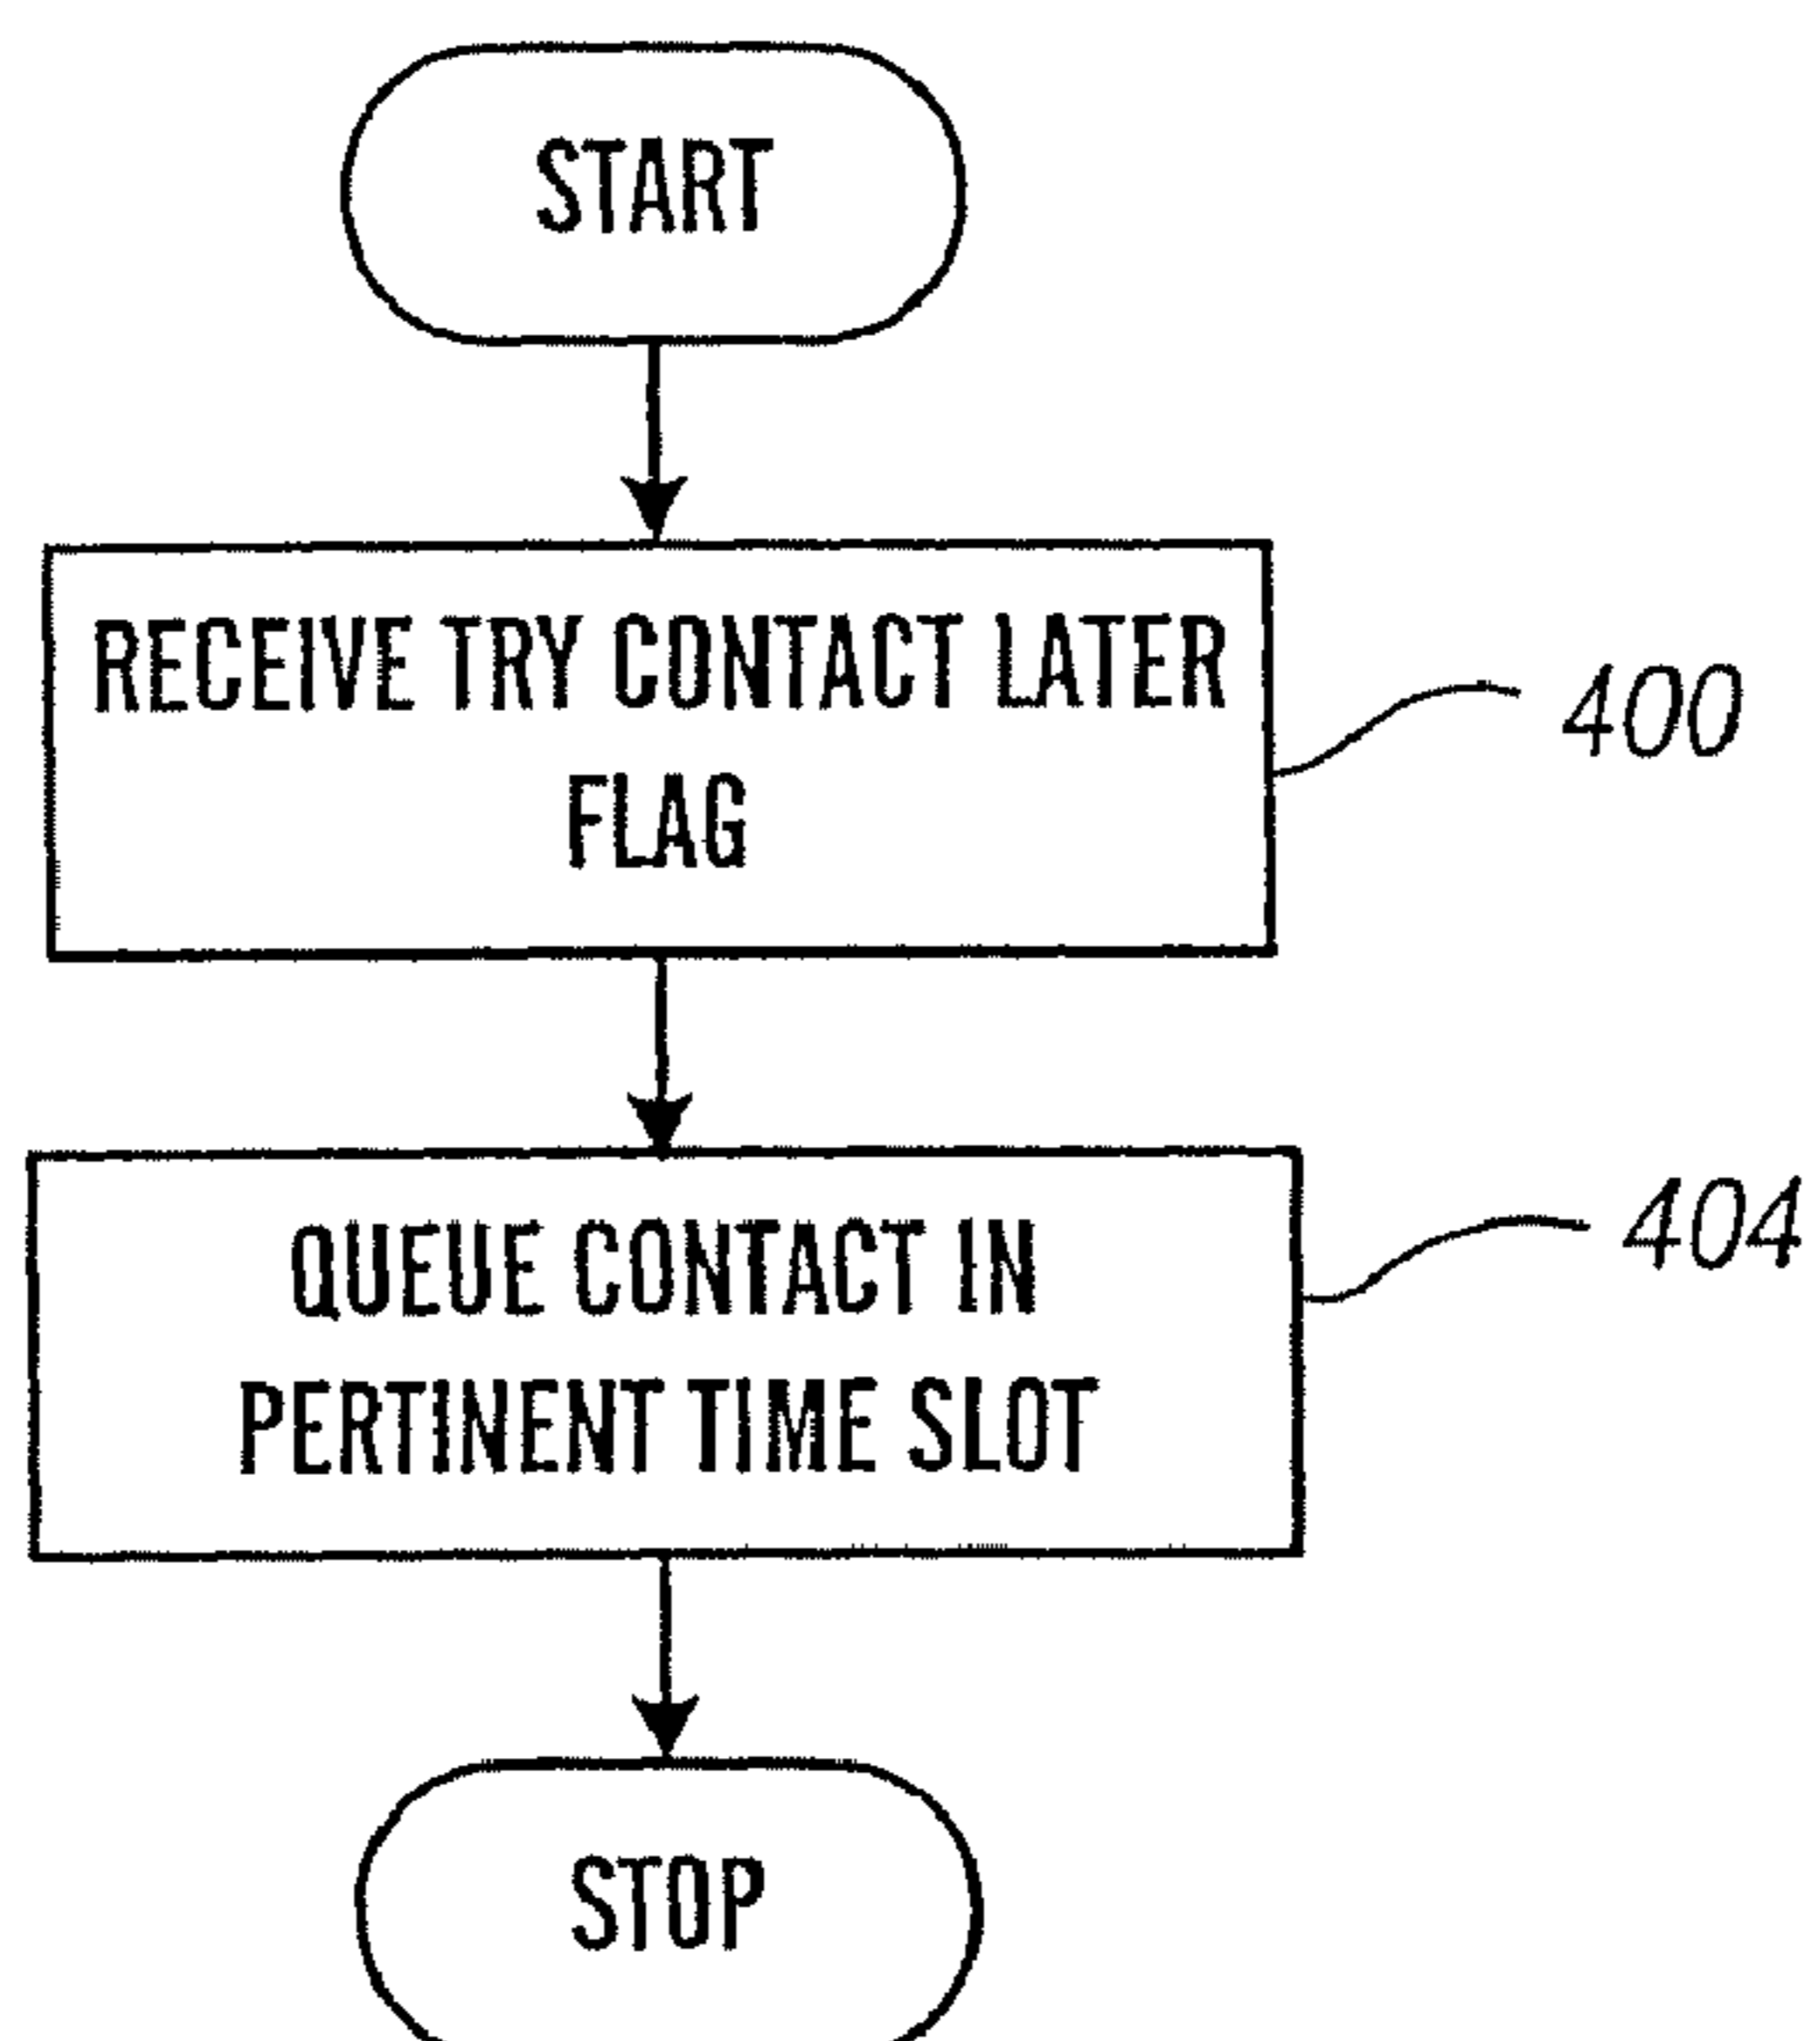 START
RECEIVE TRY CONTACT LATER
FLAG
400
QUEUE CONTACT IN
PERTINENT TIME SLOT
404
STOP